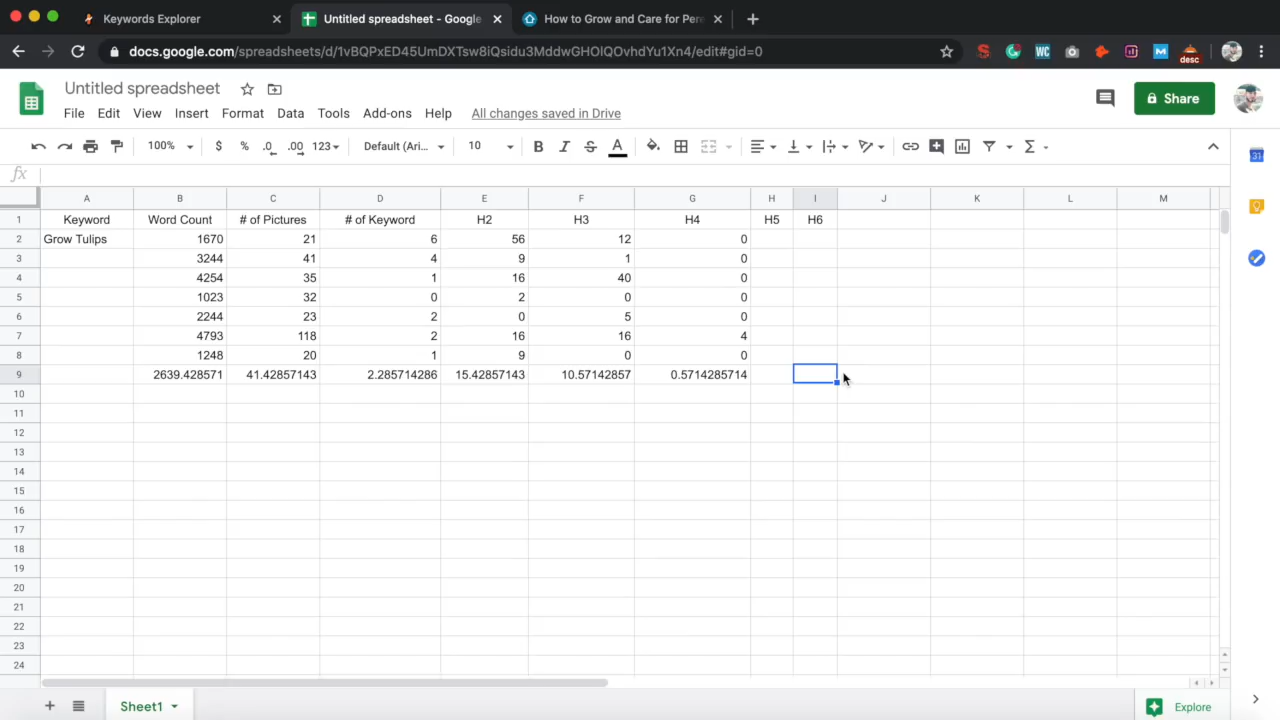 Keywords Explorer
Untitled spreadsheet - Google
How to Grow and Care for Pere
docs.google.com/spreadsheets/d/1vBQPxED45UmDXTsw8iQsidu3MddwGHOlQOvhdYu1Xn4/edit#gid=0
WC
M
desc
Untitled spreadsheet
File Edit View Insert Format Data Tools Add-ons Help All changes saved in Drive
Share
100% $ % .0 .00 123 Default (Ari... 10 B I S A Σ
31
fx
A B C D E F G H I J K L M
1 Keyword Word Count # of Pictures # of Keyword H2 H3 H4 H5 H6
2 Grow Tulips 1670 21 6 56 12 0
3 3244 41 4 9 1 0
4 4254 35 1 16 40 0
5 1023 32 0 2 0 0
6 2244 23 2 0 5 0
7 4793 118 2 16 16 4
8 1248 20 1 9 0 0
9 2639.428571 41.42857143 2.285714286 15.42857143 10.57142857 0.5714285714
10
11
12
13
14
15
16
17
18
19
20
21
22
23
24
Sheet1
Explore